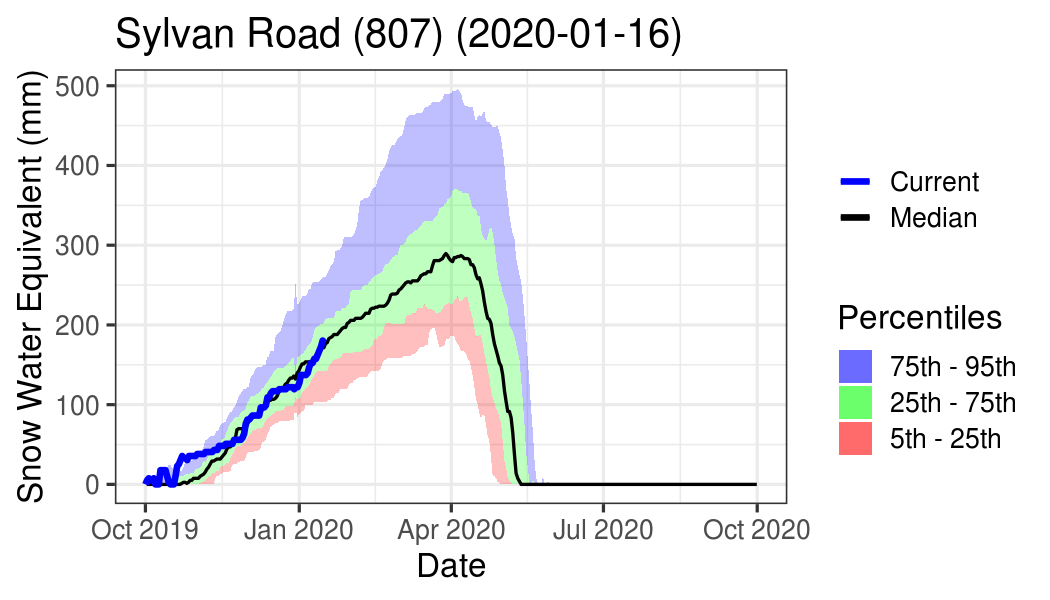 Sylvan Road (807) (2020-01-16)
Snow Water Equivalent (mm)
500
400
300
200
100
0
Oct 2019
Jan 2020
Apr 2020
Jul 2020
Oct 2020
Date
Current
Median
Percentiles
75th - 95th
25th - 75th
5th - 25th